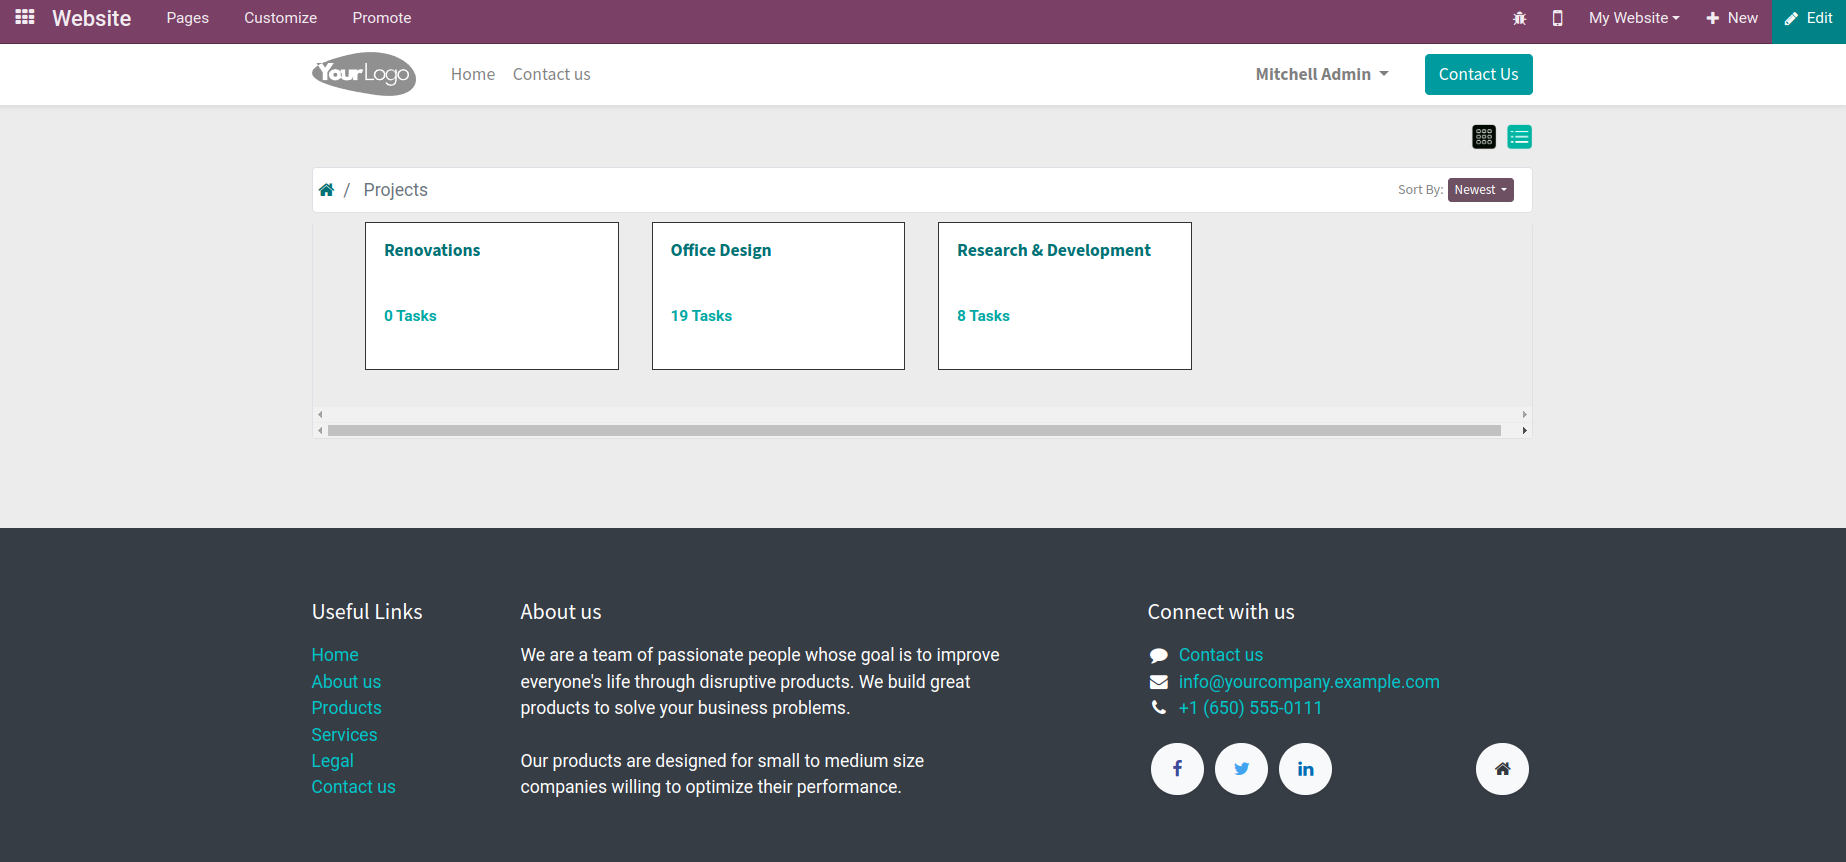 Website Pages Customize Promote My Website New Edit
YourLogo Home Contact us Mitchell Admin Contact Us
/ Projects Sort By: Newest
Renovations Office Design Research & Development
0 Tasks 19 Tasks 8 Tasks
Useful Links
Home
About us
Products
Services
Legal
Contact us
About us
We are a team of passionate people whose goal is to improve
everyone's life through disruptive products. We build great
products to solve your business problems.
Our products are designed for small to medium size
companies willing to optimize their performance.
Connect with us
Contact us
info@yourcompany.example.com
+1 (650) 555-0111